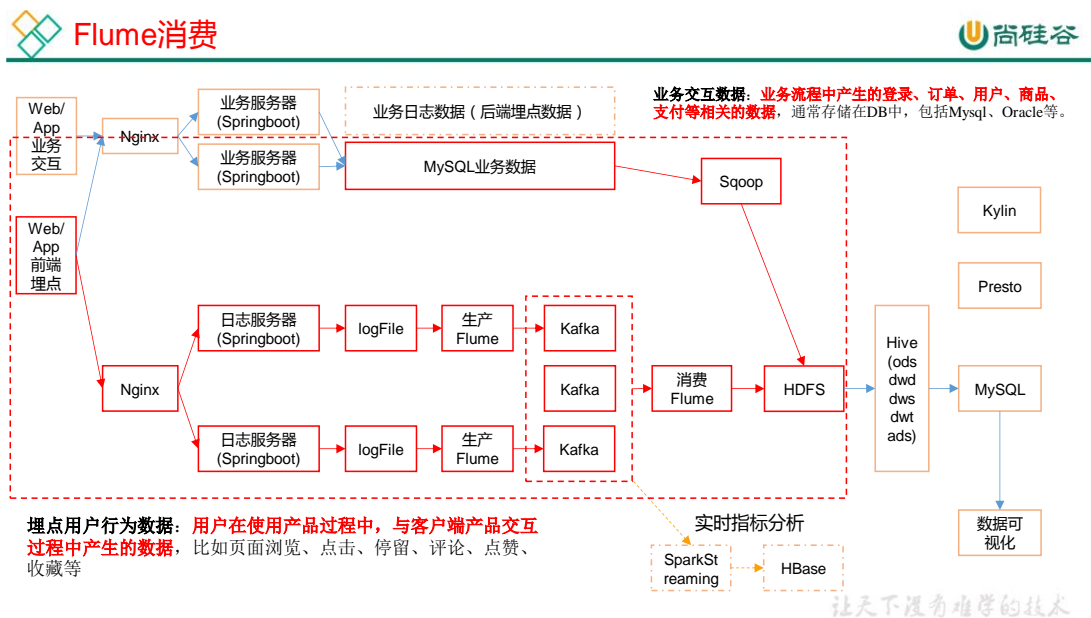 Flume消费
尚硅谷
Web/
App
业务
交互
Nginx
业务服务器
(Springboot)
业务服务器
(Springboot)
业务日志数据（后端埋点数据）
MySQL业务数据
业务交互数据：业务流程中产生的登录、订单、用户、商品、
支付等相关的数据，通常存储在DB中，包括Mysql、Oracle等。
Sqoop
Kylin
Presto
Web/
App
前端
埋点
Nginx
日志服务器
(Springboot)
logFile
生产
Flume
Kafka
Kafka
日志服务器
(Springboot)
logFile
生产
Flume
Kafka
消费
Flume
HDFS
Hive
(ods
dwd
dws
dwt
ads)
MySQL
数据可
视化
埋点用户行为数据：用户在使用产品过程中，与客户端产品交互
过程中产生的数据，比如页面浏览、点击、停留、评论、点赞、
收藏等
实时指标分析
SparkSt
reaming
HBase
让天下没有难学的技术